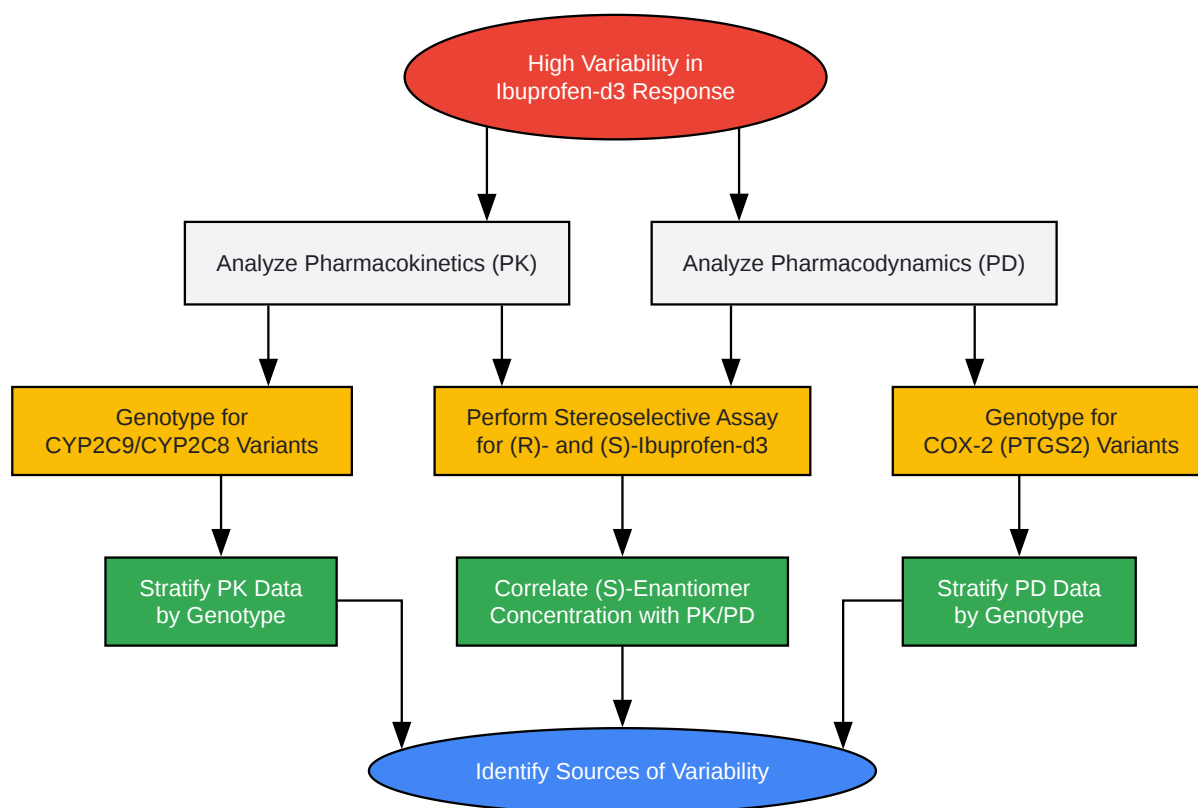 High Variability in
Ibuprofen-d3 Response
Analyze Pharmacokinetics (PK)
Analyze Pharmacodynamics (PD)
Genotype for
CYP2C9/CYP2C8 Variants
Perform Stereoselective Assay
for (R)- and (S)-Ibuprofen-d3
Genotype for
COX-2 (PTGS2) Variants
Stratify PK Data
by Genotype
Correlate (S)-Enantiomer
Concentration with PK/PD
Stratify PD Data
by Genotype
Identify Sources of Variability